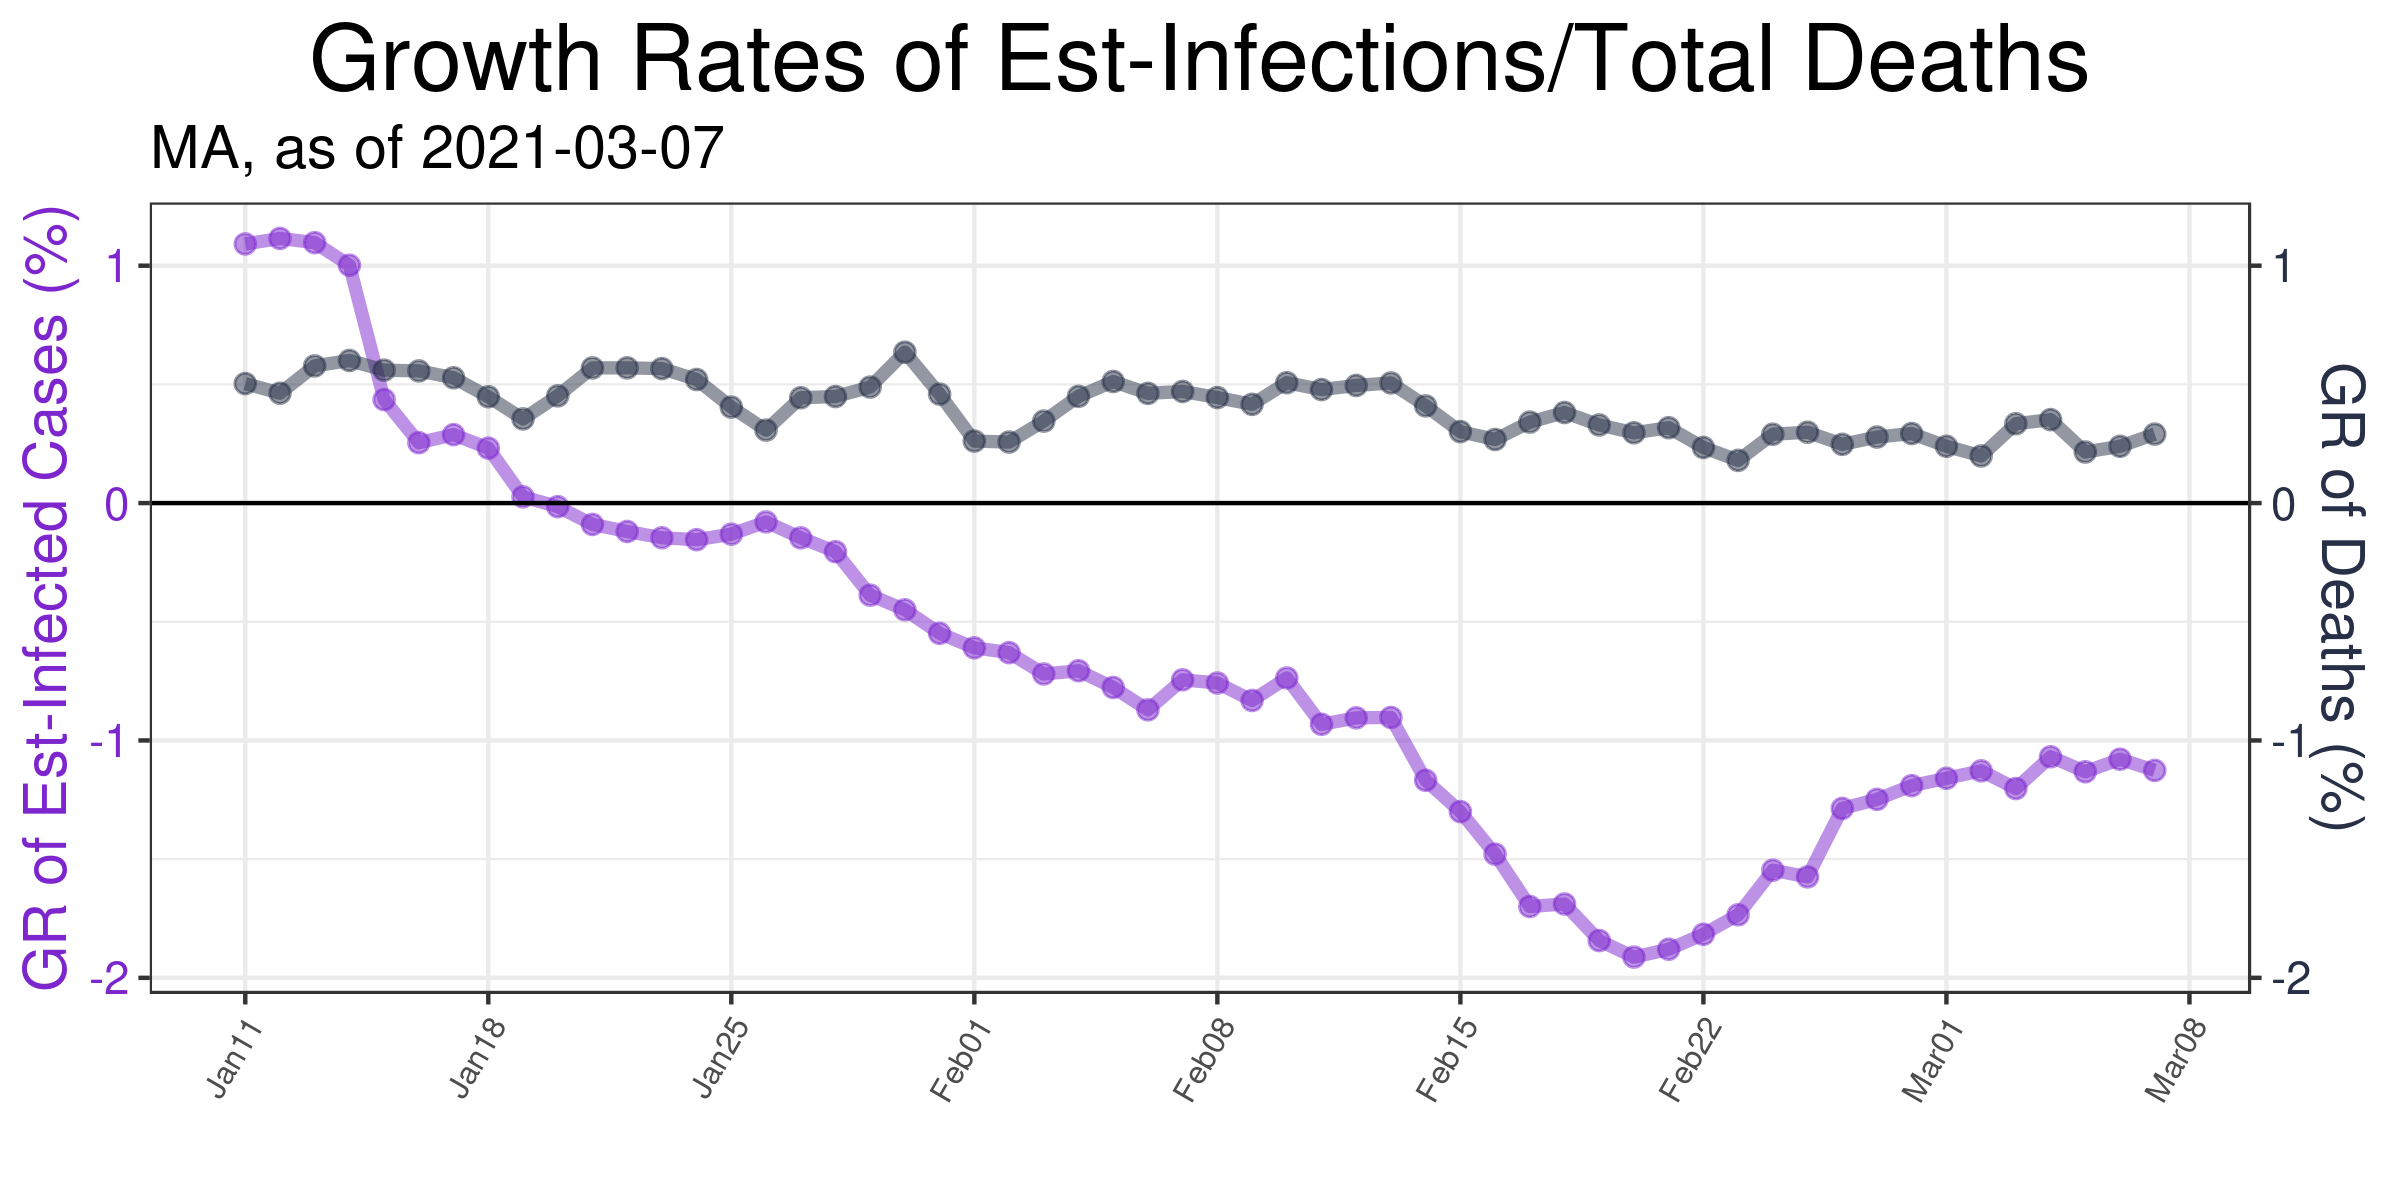 Growth Rates of Est-Infections/Total Deaths
MA, as of 2021-03-07
GR of Est-Infected Cases (%)
1
0
-1
-2
1
0
-1
-2
GR of Deaths (%)
Jan11
Jan18
Jan25
Feb01
Feb08
Feb15
Feb22
Mar01
Mar08